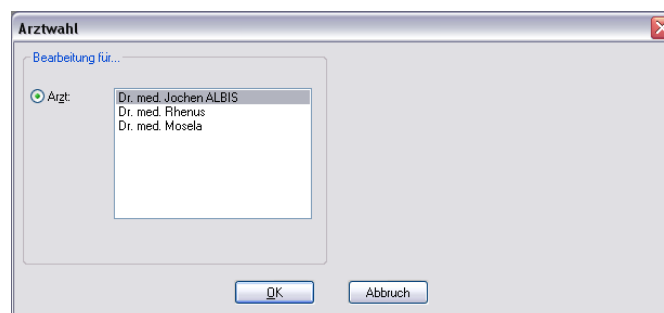 Arztwahl
Bearbeitung für...
Arzt:
Dr. med. Jochen ALBIS
Dr. med. Rhenus
Dr. med. Mosela
OK
Abbruch